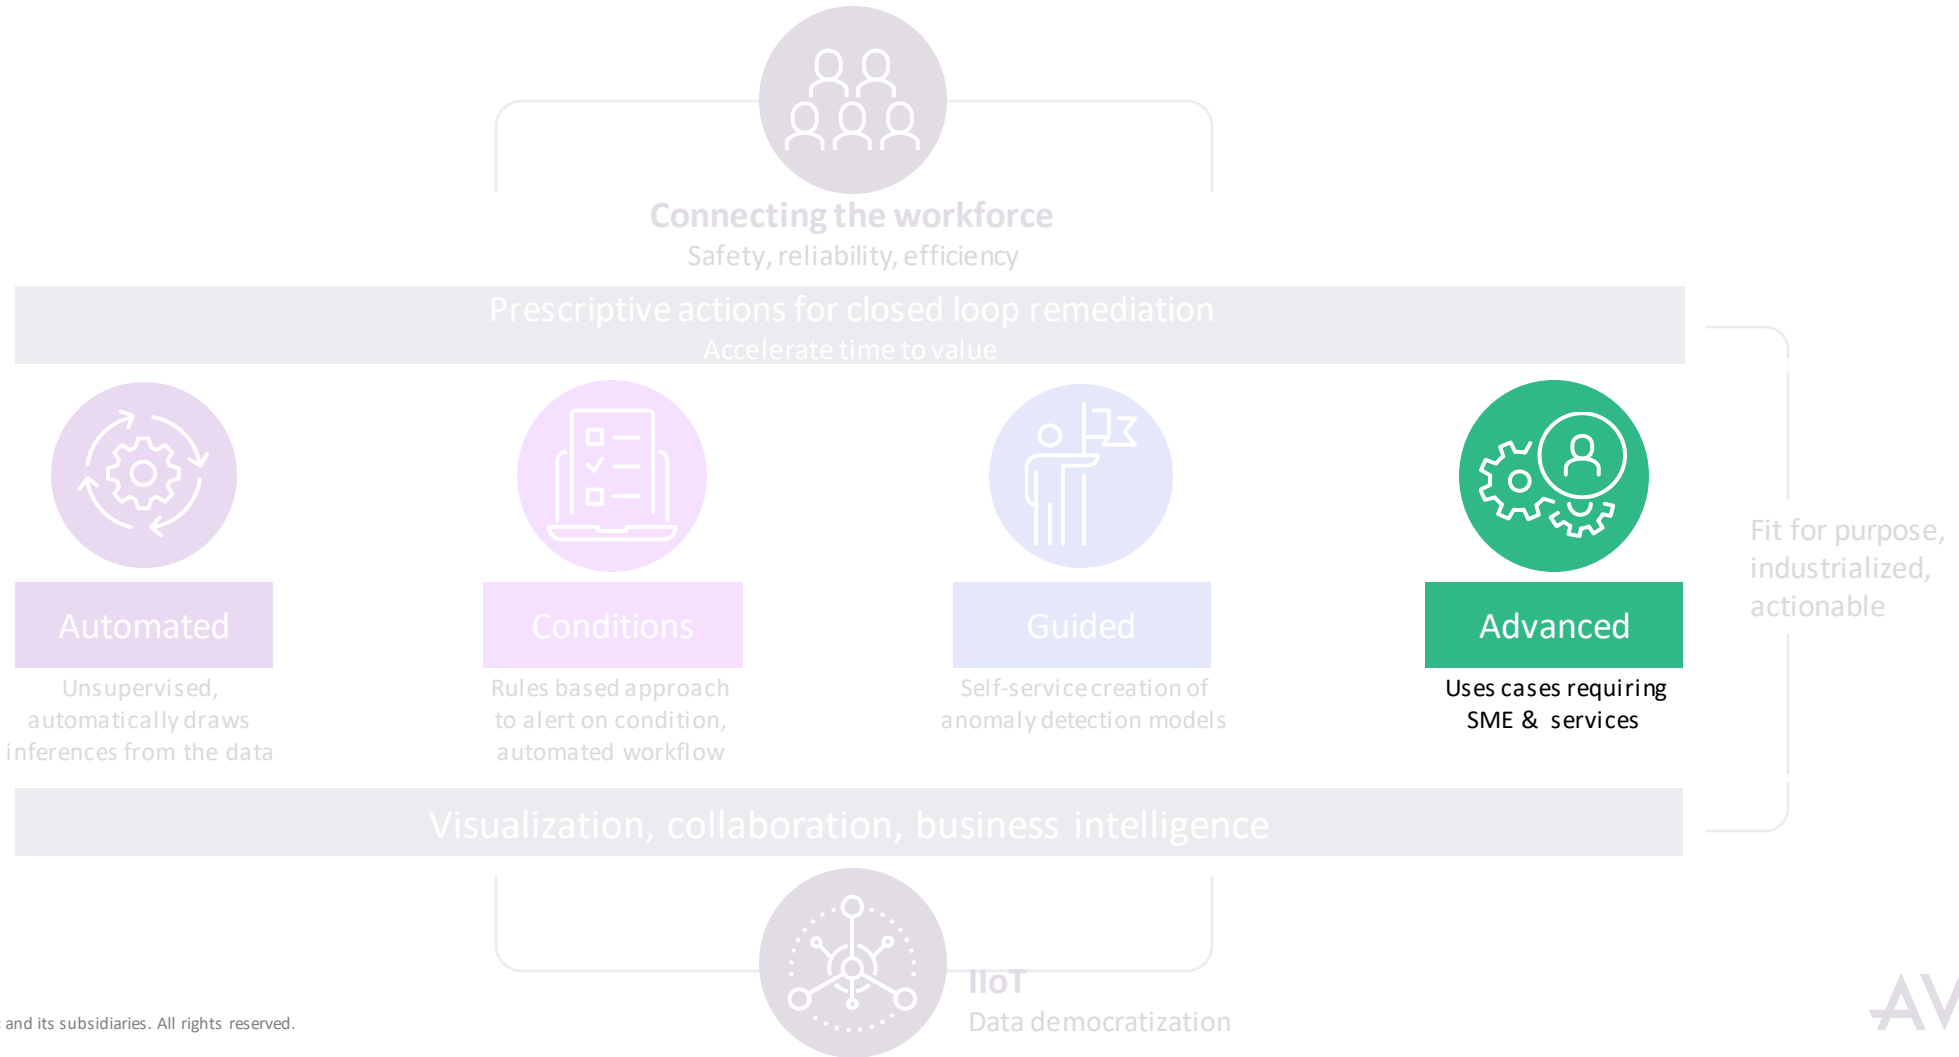 Connecting the workforce
Safety, reliability, efficiency
Prescriptive actions for closed loop remediation
Accelerate time to value
Automated
Unsupervised,
automatically draws
inferences from the data
Conditions
Rules based approach
to alert on condition,
automated workflow
Guided
Self-service creation of
anomaly detection models
Advanced
Uses cases requiring
SME & services
Fit for purpose,
industrialized,
actionable
Visualization, collaboration, business intelligence
IIoT
Data democratization
and its subsidiaries. All rights reserved.
AV